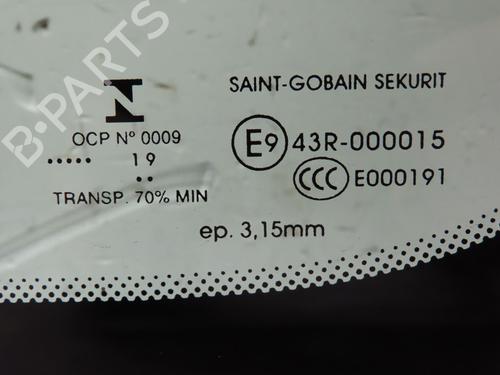 B-PARTS
SAINT-GOBAIN SEKURIT
N
OCP Nº 0009
..... 19
..
TRANSP. 70% MIN
E9 43R-000015
CCC E000191
ep. 3,15mm